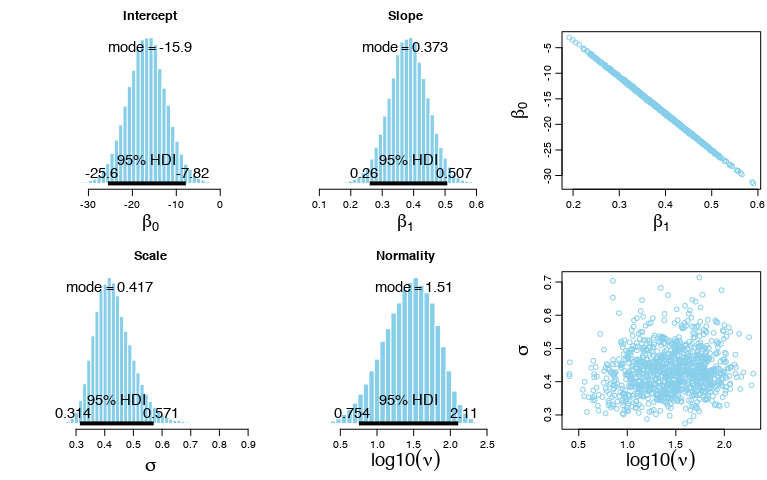 Intercept
mode = -15.9
95% HDI
-25.6 -7.82
-30 -20 -10 0
β0
Slope
mode = 0.373
95% HDI
0.26 0.507
0.1 0.2 0.3 0.4 0.5 0.6
β1
-5
-10
-15
-20
-25
-30
β0
0.2 0.3 0.4 0.5 0.6
β1
Scale
mode = 0.417
95% HDI
0.314 0.571
0.3 0.4 0.5 0.6 0.7 0.8 0.9
σ
Normality
mode = 1.51
95% HDI
0.754 2.11
0.5 1.0 1.5 2.0 2.5
log10(ν)
0.7
0.6
0.5
0.4
0.3
σ
0.5 1.0 1.5 2.0
log10(ν)